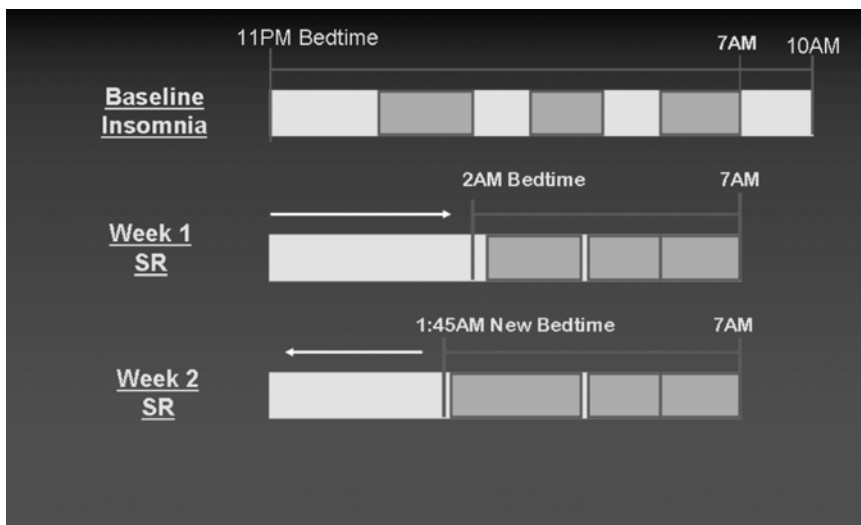 11PM Bedtime 7AM 10AM
Baseline
Insomnia
2AM Bedtime 7AM
Week 1
SR
1:45AM New Bedtime 7AM
Week 2
SR